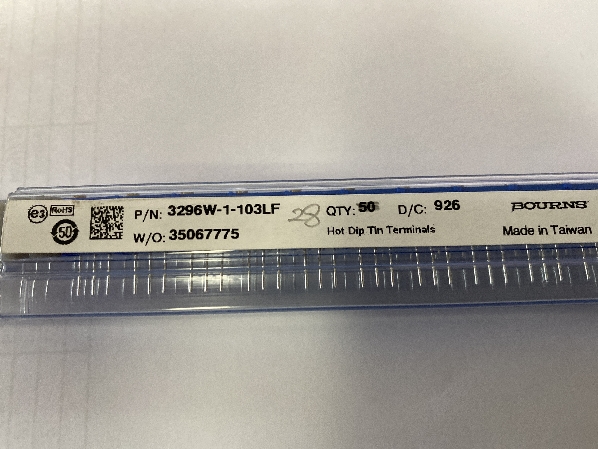 e3 RoHS P/N: 3296W-1-103LF 28 QTY: 50 D/C: 926 BOURNS
50 W/O: 35067775 Hot Dip Tin Terminals Made in Taiwan